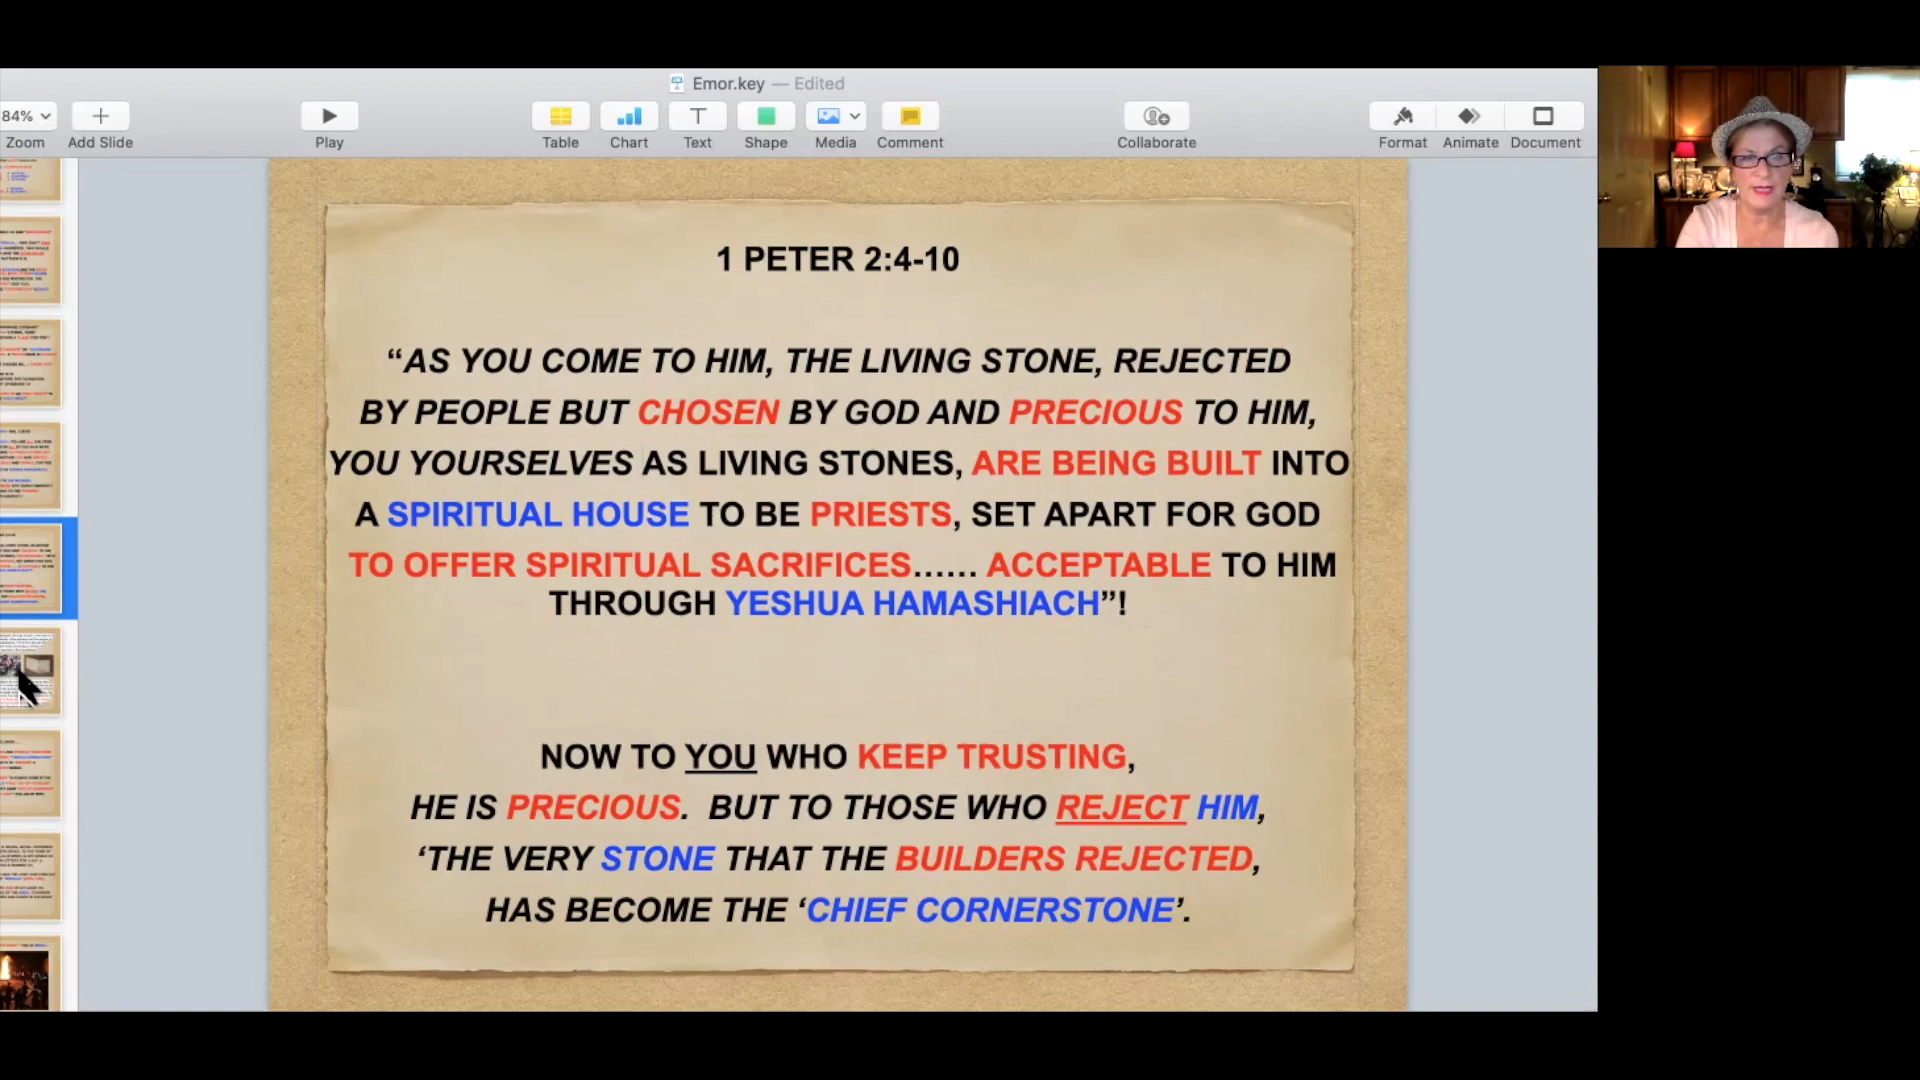 Emor.key — Edited
84%
Zoom
Add Slide
Play
Table
Chart
Text
Shape
Media
Comment
Collaborate
Format
Animate
Document
1 PETER 2:4-10
“AS YOU COME TO HIM, THE LIVING STONE, REJECTED
BY PEOPLE BUT CHOSEN BY GOD AND PRECIOUS TO HIM,
YOU YOURSELVES AS LIVING STONES, ARE BEING BUILT INTO
A SPIRITUAL HOUSE TO BE PRIESTS, SET APART FOR GOD
TO OFFER SPIRITUAL SACRIFICES…… ACCEPTABLE TO HIM
THROUGH YESHUA HAMASHIACH”!
NOW TO YOU WHO KEEP TRUSTING,
HE IS PRECIOUS. BUT TO THOSE WHO REJECT HIM,
‘THE VERY STONE THAT THE BUILDERS REJECTED,
HAS BECOME THE ‘CHIEF CORNERSTONE’.